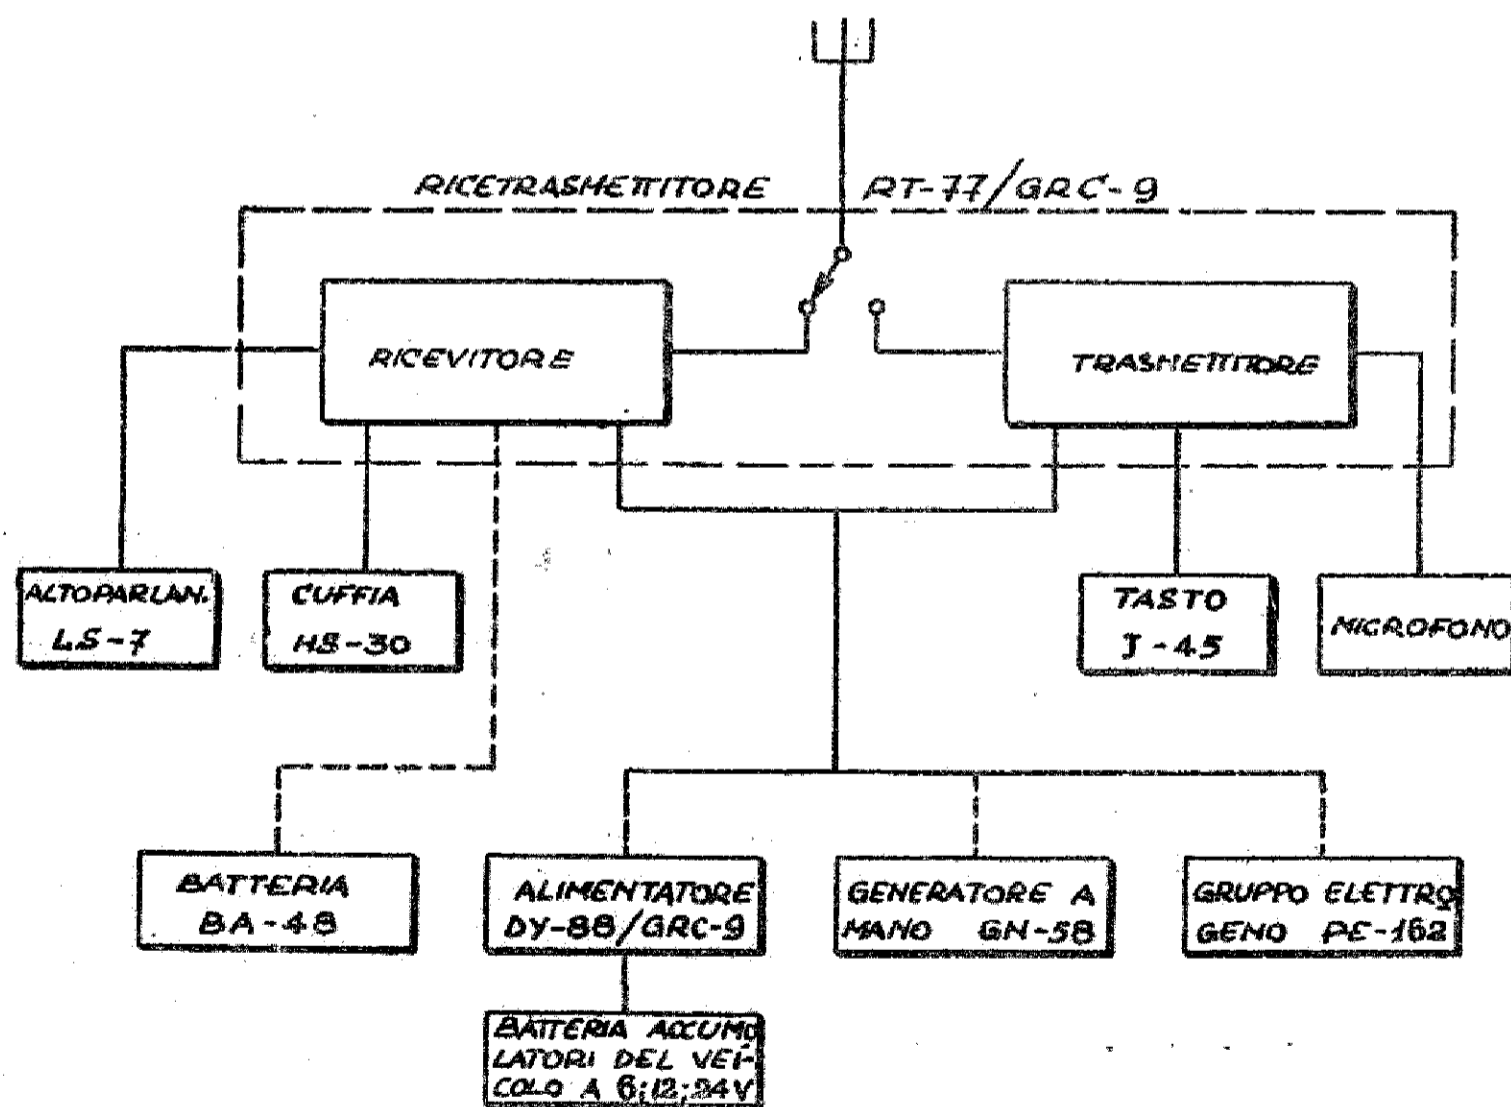 RICETRASMETTITORE RT-77/GRC-9
RICEVITORE
TRASMETTITORE
ALTOPARLAN.
LS-7
CUFFIA
HS-30
TASTO
J-45
MICROFONO
BATTERIA
BA-48
ALIMENTATORE
DY-88/GRC-9
GENERATORE A
MANO GN-58
GRUPPO ELETTRO
GENO PE-162
BATTERIA ACCUMU
LATORI DEL VEI-
COLO A 6;12;24V